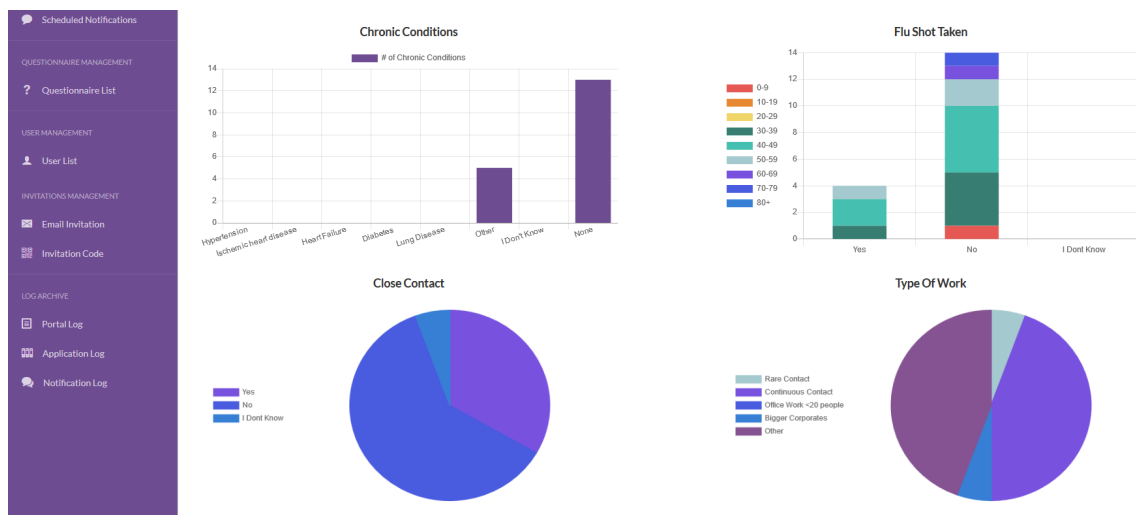 Scheduled Notifications
QUESTIONNAIRE MANAGEMENT
? Questionnaire List
USER MANAGEMENT
User List
INVITATIONS MANAGEMENT
Email Invitation
Invitation Code
LOG ARCHIVE
Portal Log
Application Log
Notification Log
Chronic Conditions
# of Chronic Conditions
14
12
10
8
6
4
2
0
Hypertension
Ischemic heart disease
Heart Failure
Diabetes
Lung Disease
Other
I Don't Know
None
Flu Shot Taken
0-9
10-19
20-29
30-39
40-49
50-59
60-69
70-79
80+
14
12
10
8
6
4
2
0
Yes No I Dont Know
Close Contact
Yes
No
I Dont Know
Type Of Work
Rare Contact
Continuous Contact
Office Work <20 people
Bigger Corporates
Other